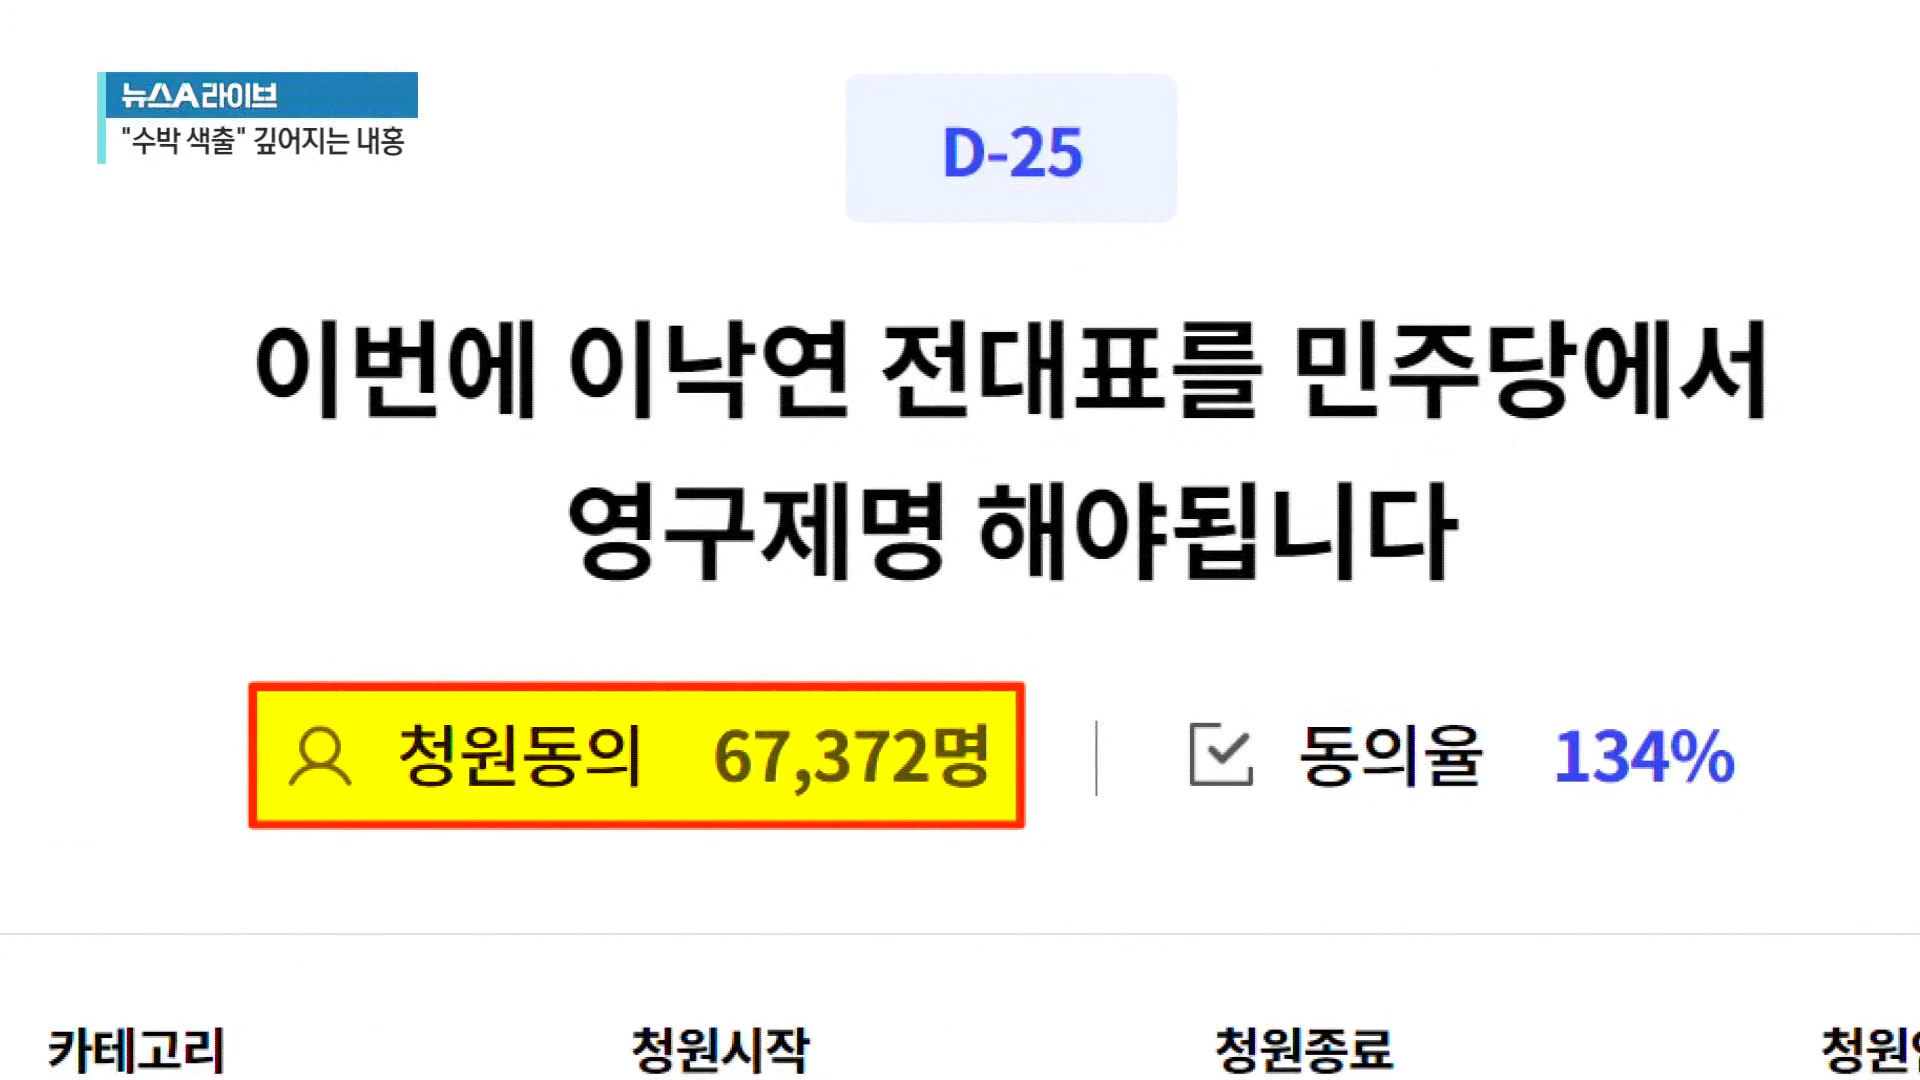 뉴스A 라이브
"수박 색출" 깊어지는 내홍
D-25
이번에 이낙연 전대표를 민주당에서
영구제명 해야됩니다
청원동의 67,372명
동의율 134%
카테고리 청원시작 청원종료 청원